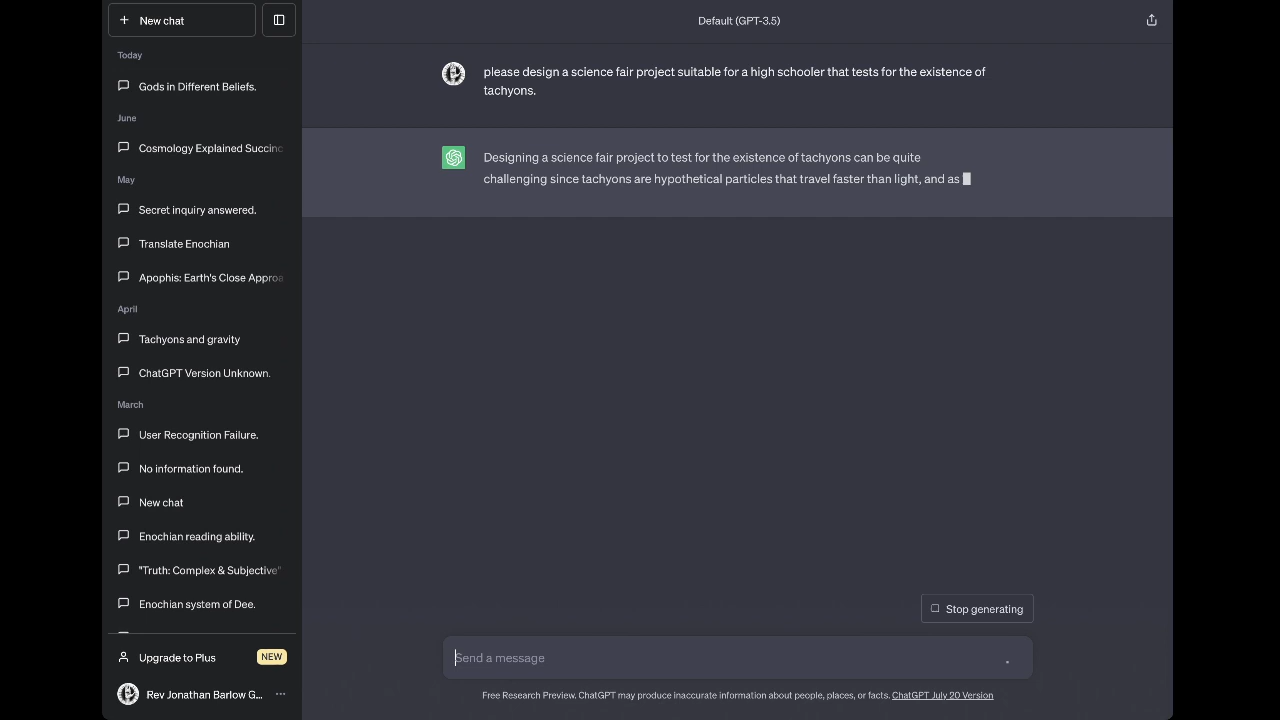 New chat
Today
Gods in Different Beliefs.
June
Cosmology Explained Succinc
May
Secret inquiry answered.
Translate Enochian
Apophis: Earth's Close Approa
April
Tachyons and gravity
ChatGPT Version Unknown.
March
User Recognition Failure.
No information found.
New chat
Enochian reading ability.
"Truth: Complex & Subjective"
Enochian system of Dee.
Upgrade to Plus
NEW
Rev Jonathan Barlow G...
Default (GPT-3.5)
please design a science fair project suitable for a high schooler that tests for the existence of
tachyons.
Designing a science fair project to test for the existence of tachyons can be quite
challenging since tachyons are hypothetical particles that travel faster than light, and as
Stop generating
Send a message
Free Research Preview. ChatGPT may produce inaccurate information about people, places, or facts. ChatGPT July 20 Version